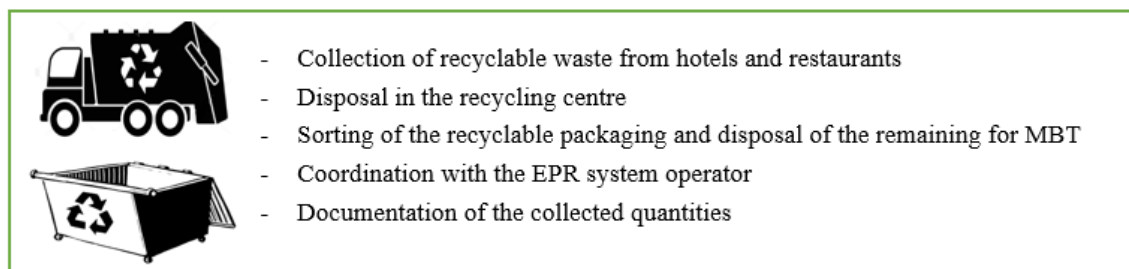 - Collection of recyclable waste from hotels and restaurants
- Disposal in the recycling centre
- Sorting of the recyclable packaging and disposal of the remaining for MBT
- Coordination with the EPR system operator
- Documentation of the collected quantities